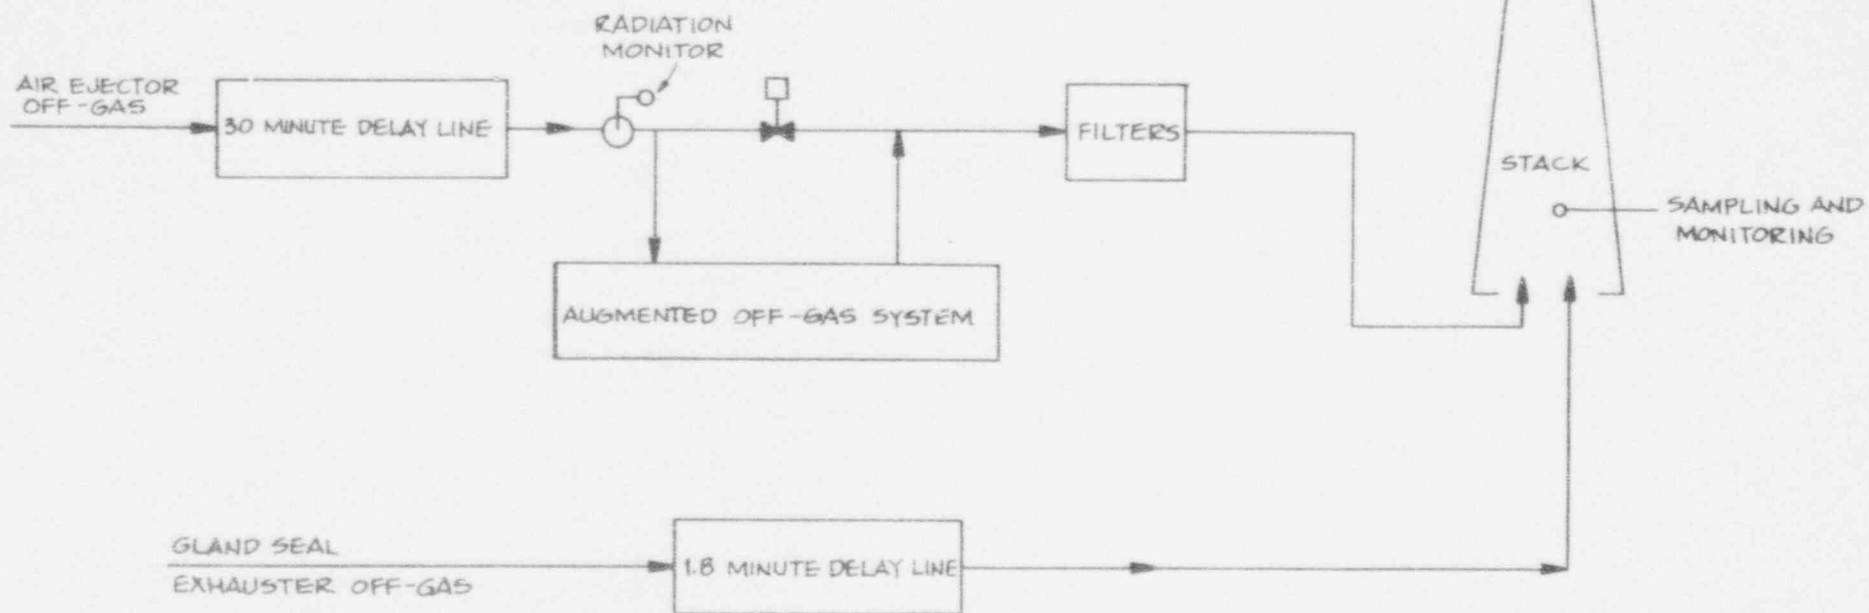 RADIATION
MONITOR
AIR EJECTOR
OFF-GAS
30 MINUTE DELAY LINE
FILTERS
STACK
SAMPLING AND
MONITORING
AUGMENTED OFF-GAS SYSTEM
GLAND SEAL
EXHAUSTER OFF-GAS
1.8 MINUTE DELAY LINE